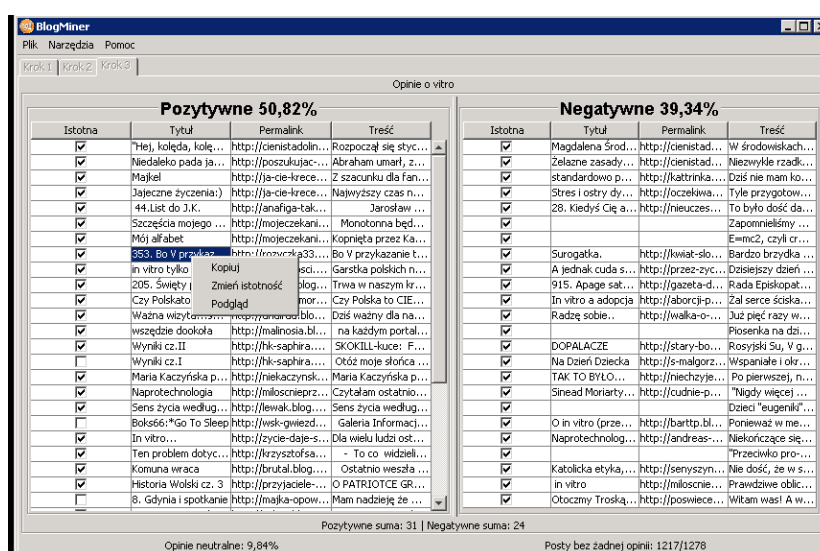 BlogMiner
Plik Narzędzia Pomoc
Krok 1 Krok 2 Krok 3
Opinie o vitro
Pozytywne 50,82% Negatywne 39,34%
Istotna Tytuł Permalink Treść Istotna Tytuł Permalink Treść
"Hej, kolęda, kolę... http://cienistadolin... Rozpoczął się styc... Magdalena Środ... http://cienistad... W środowiskach...
Niedaleko pada ja... http://poszukujac-... Abraham umarł, z... Żelazne zasady... http://cienistad... Niezwykle rzadk...
Majkel http://ja-cie-krece... Z szacunku dla fan... standardowo p... http://kattrinka.... Dziś nie mam ko...
Jajeczne życzenia:) http://ja-cie-krece... Najwyższy czas n... Stres i ostry dy... http://oczekiwa... Tyle przygotow...
44.List do J.K. http://anafiga-tak... Jarosław ... 28. Kiedyś Cię a... http://nieuczes... To było dość da...
Szczęścia mojego ... http://mojeczekani... Monotonna będ... Zapomnieliśmy ...
Mój alfabet http://mojeczekani... Kopnięta przez Ka... E=mc2, czyli cr...
353. Bo V przykaz... http://rozyczka33.... Bo V przykazanie t... Surogatka. http://kwiat-slo... Bardzo brzydka ...
in vitro tylko Kopiuj osci... Garstka polskich n... A jednak cuda s... http://przez-zyc... Dzisiejszy dzień ...
205. Święty Zmień istotność blog... Trwa w naszym kr... 915. Apage sat... http://gazeta-d... Rada Episkopat...
Czy Polska to Podgląd mor... Czy Polska to CIE... In vitro a adopcja http://aborcji-p... Żal serce ściska...
Ważna wizyta... Dziś ważny dla na... Radzę sobie.. http://walka-o-... Już pięć razy w...
wszędzie dookoła http://malinosia.bl... na każdym portal... Piosenka na dzi...
Wyniki cz.II http://hk-saphira.... SKOKILL-kuce: F... DOPALACZE http://stary-bo... Rosyjski Su, V g...
Wyniki cz.I http://hk-saphira.... Otóż moje słońca ... Na Dzień Dziecka http://s-malgorz... Wspaniałe i okr...
Maria Kaczyńska p... http://niekaczynsk... Maria Kaczyńska p... TAK TO BYŁO... http://niechzyje... Po pierwszej, n...
Naprotechnologia http://miloscnieprz... Czytałam ostatnio... Sinead Moriarty... http://cudnie-p... "Nigdy więcej ...
Sens życia według... http://lewak.blog.... Sens życia według... Dzieci "eugeniki"...
Boks66:*Go To Sleep http://wsk-gwiezd... Galeria Informacj... O in vitro (prze... http://barttp.bl... Ponieważ w me...
In vitro... http://zycie-daje-s... Dla wielu ludzi ost... Naprotechnolog... http://andreas-... Niekończące się...
Ten problem dotyc... http://krzysztofsa... - To co widzieli... "Przeciwko pro-...
Komuna wraca http://brutal.blog.... Ostatnio weszła ... Katolicka etyka,... http://senyszyn... Nie dość, że w s...
Historia Wolski cz. 3 http://przyjaciele-... O PATRIOTCE GR... in vitro http://miloscnie... Prawdziwe oblic...
8. Gdynia i spotkanie http://majka-opow... Mam nadzieję że ... Otoczmy Troską... http://poswiece... Witam was! A w...
Pozytywne suma: 31 | Negatywne suma: 24
Opinie neutralne: 9,84% Posty bez żadnej opinii: 1217/1278